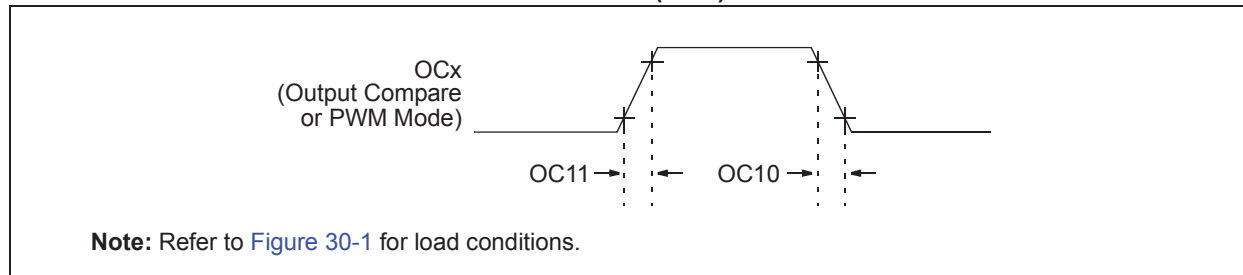 OCx
(Output Compare
or PWM Mode)
OC11
OC10
Note: Refer to Figure 30-1 for load conditions.